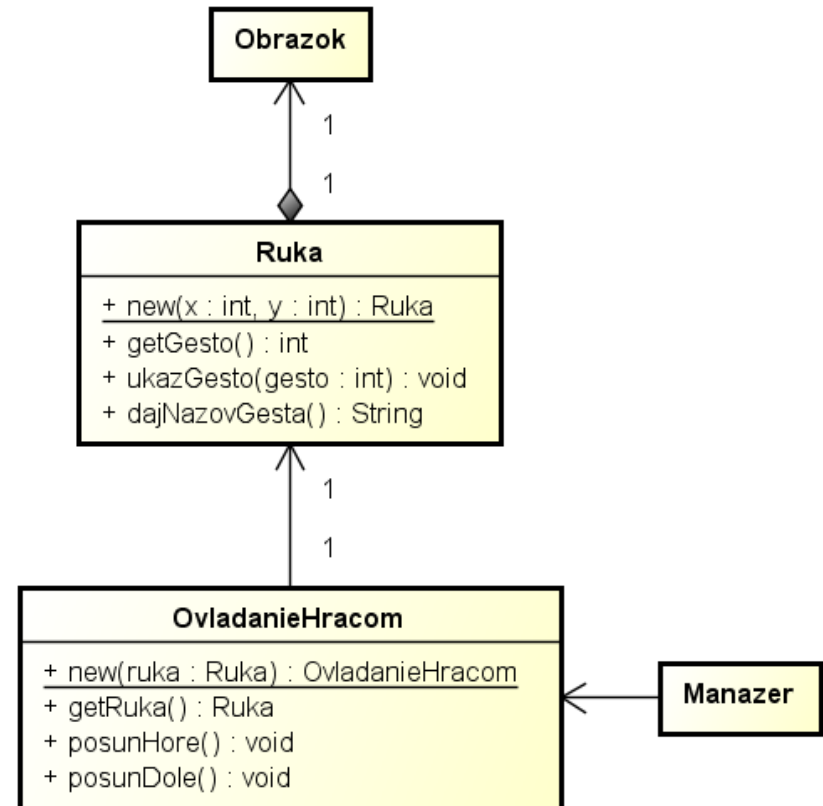 Obrazok
1
1
Ruka
+ new(x : int, y : int) : Ruka
+ getGesto() : int
+ ukazGesto(gesto : int) : void
+ dajNazovGesta() : String
1
1
OvladanieHracom
+ new(ruka : Ruka) : OvladanieHracom
+ getRuka() : Ruka
+ posunHore() : void
+ posunDole() : void
Manazer